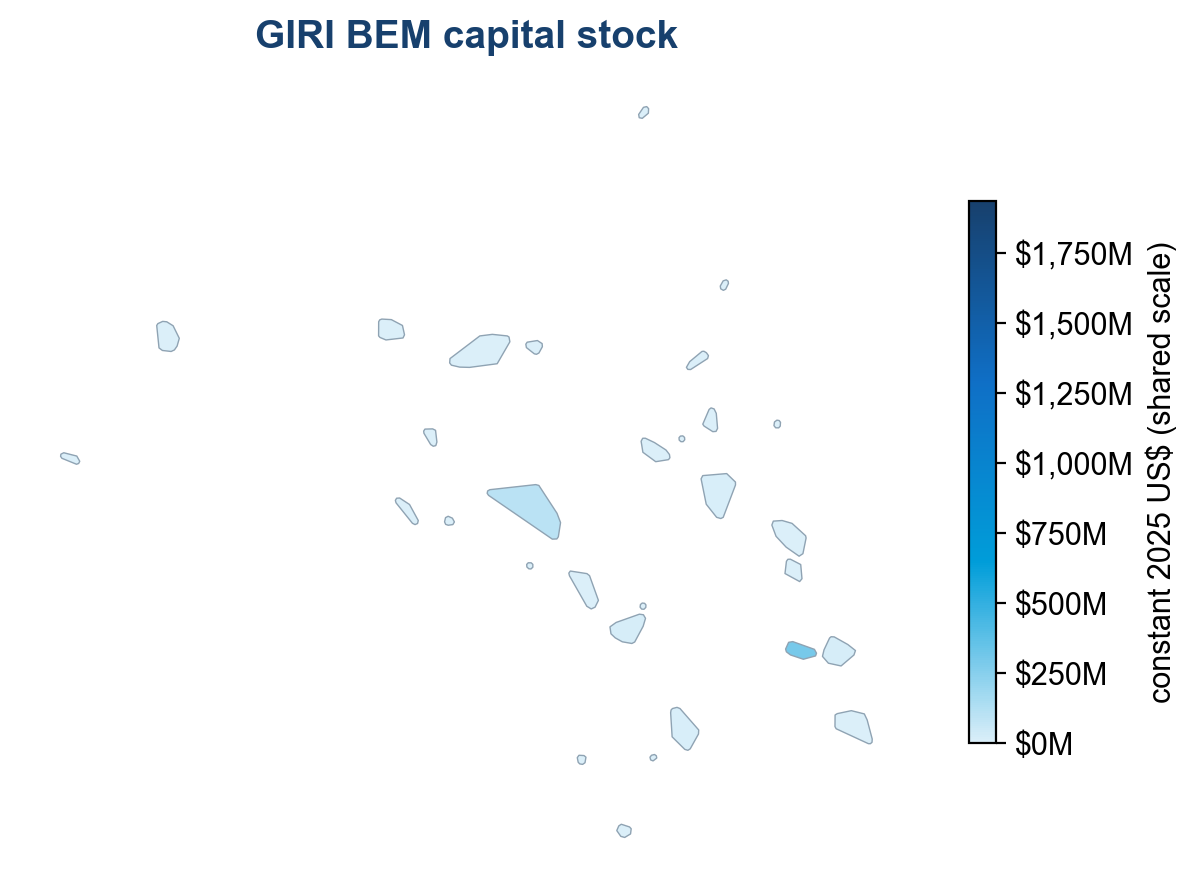 GIRI BEM capital stock
$1,750M
$1,500M
$1,250M
$1,000M
$750M
$500M
$250M
$0M
constant 2025 US$ (shared scale)